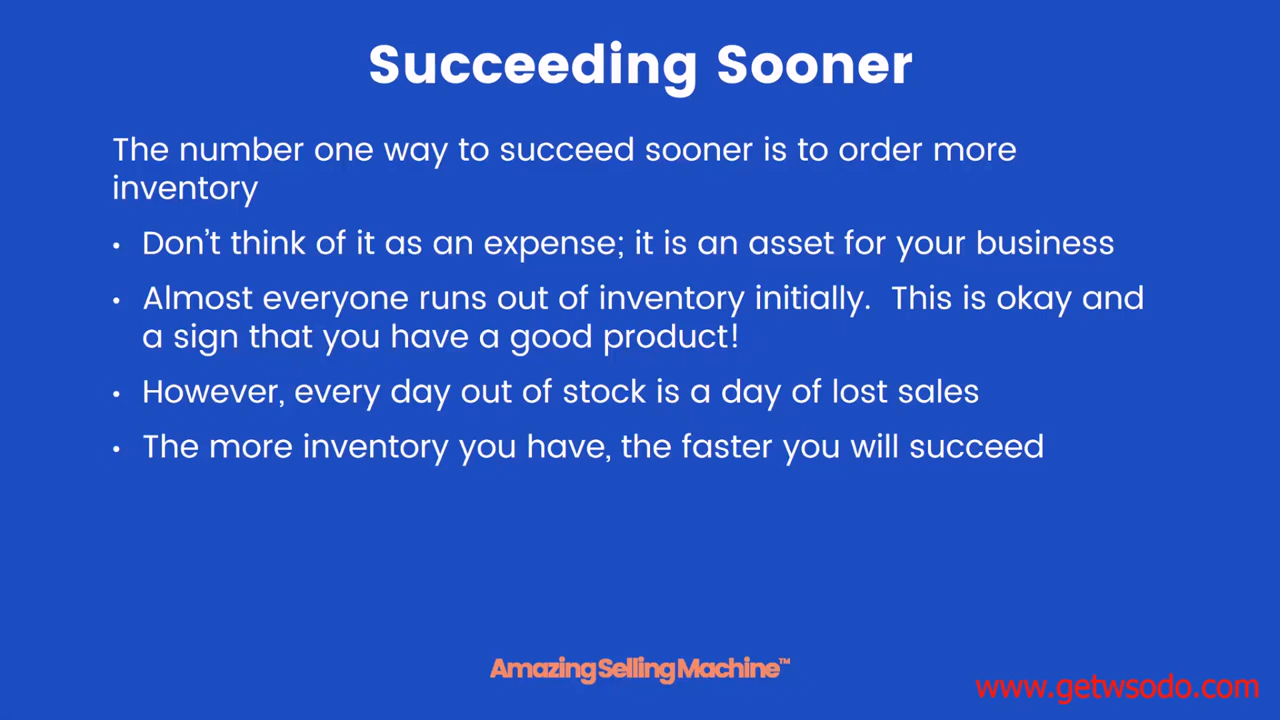 Succeeding Sooner
The number one way to succeed sooner is to order more
inventory
• Don’t think of it as an expense; it is an asset for your business
• Almost everyone runs out of inventory initially.  This is okay and
a sign that you have a good product!
• However, every day out of stock is a day of lost sales
• The more inventory you have, the faster you will succeed
AmazingSellingMachine™
www.getwsodo.com